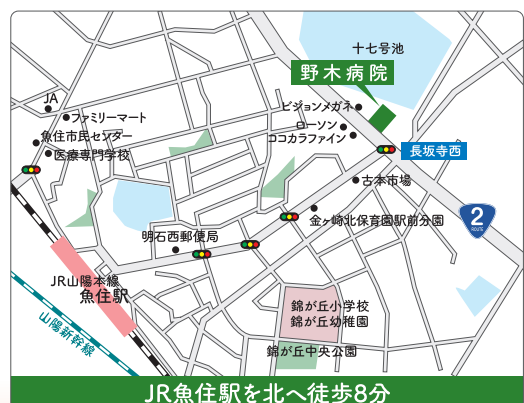 十七号池
野木病院
JA
ファミリーマート
ビジョンメガネ
ローソン
ココカラファイン
魚住市民センター
医療専門学校
長坂寺西
古本市場
金ヶ崎北保育園駅前分園
2
ROUTE
明石西郵便局
JR山陽本線
魚住駅
山陽新幹線
錦が丘小学校
錦が丘幼稚園
錦が丘中央公園
JR魚住駅を北へ徒歩8分